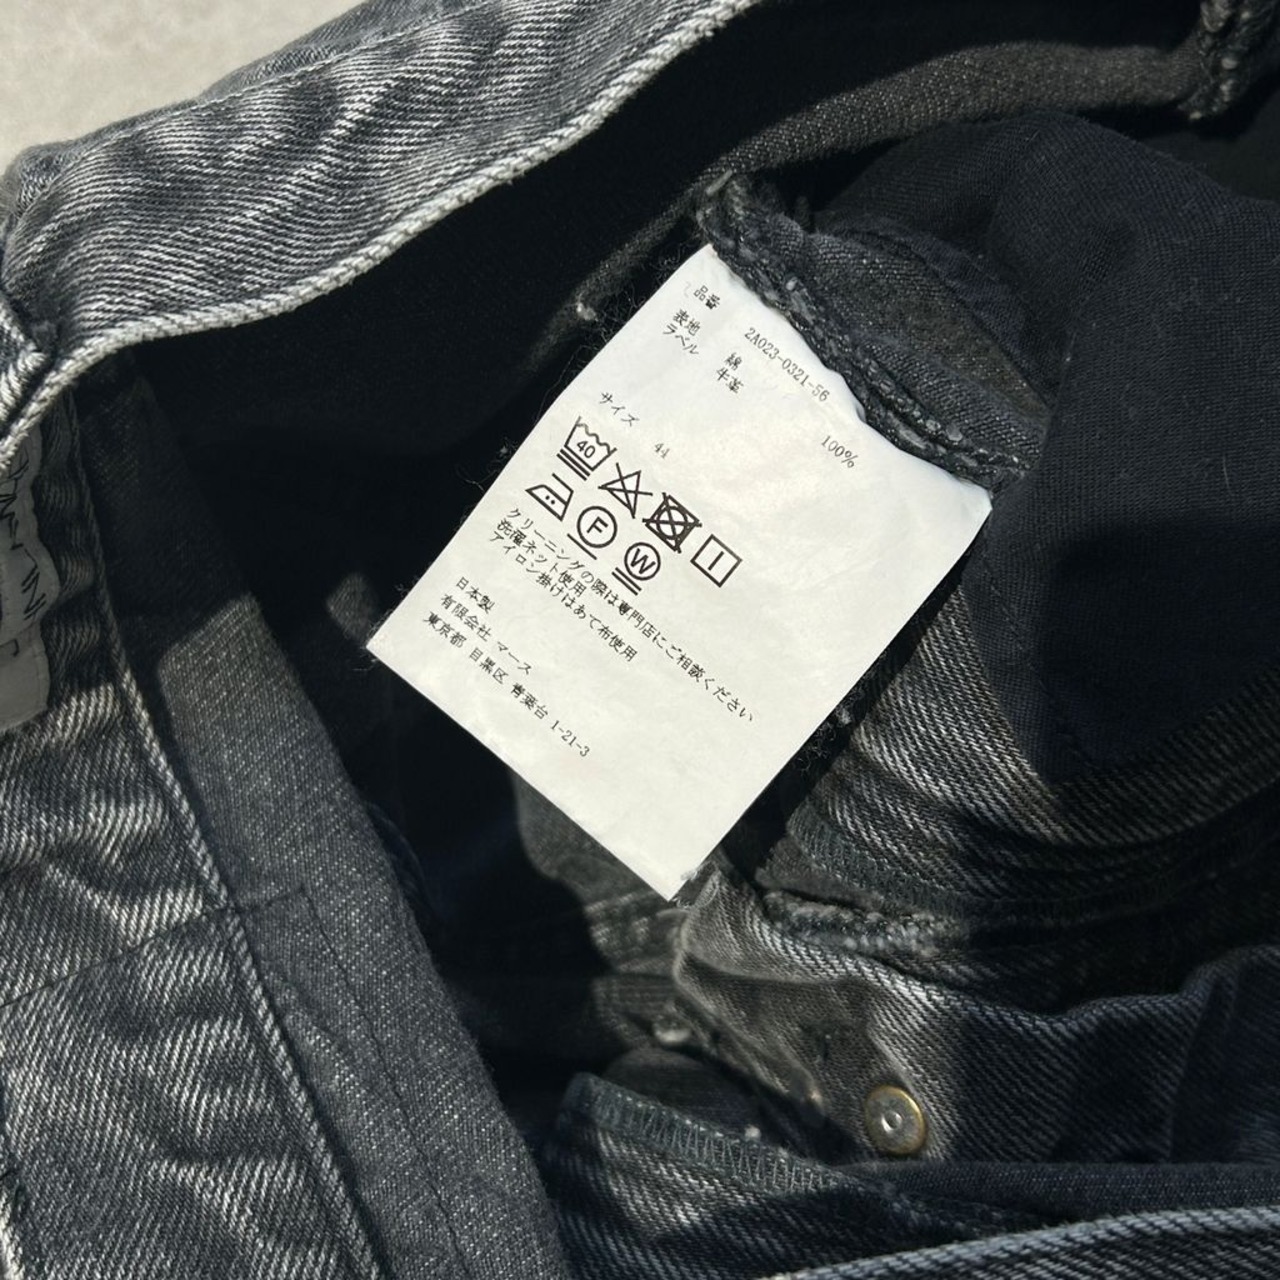 品番 2A023-0321-56
表地 綿 100%
ラベル 牛革
サイズ 44
40
F W
クリーニングの際は専門店にご相談ください
洗濯ネット使用
アイロン掛けはあて布使用
日本製
有限会社 マース
東京都 目黒区 青葉台 1-21-3